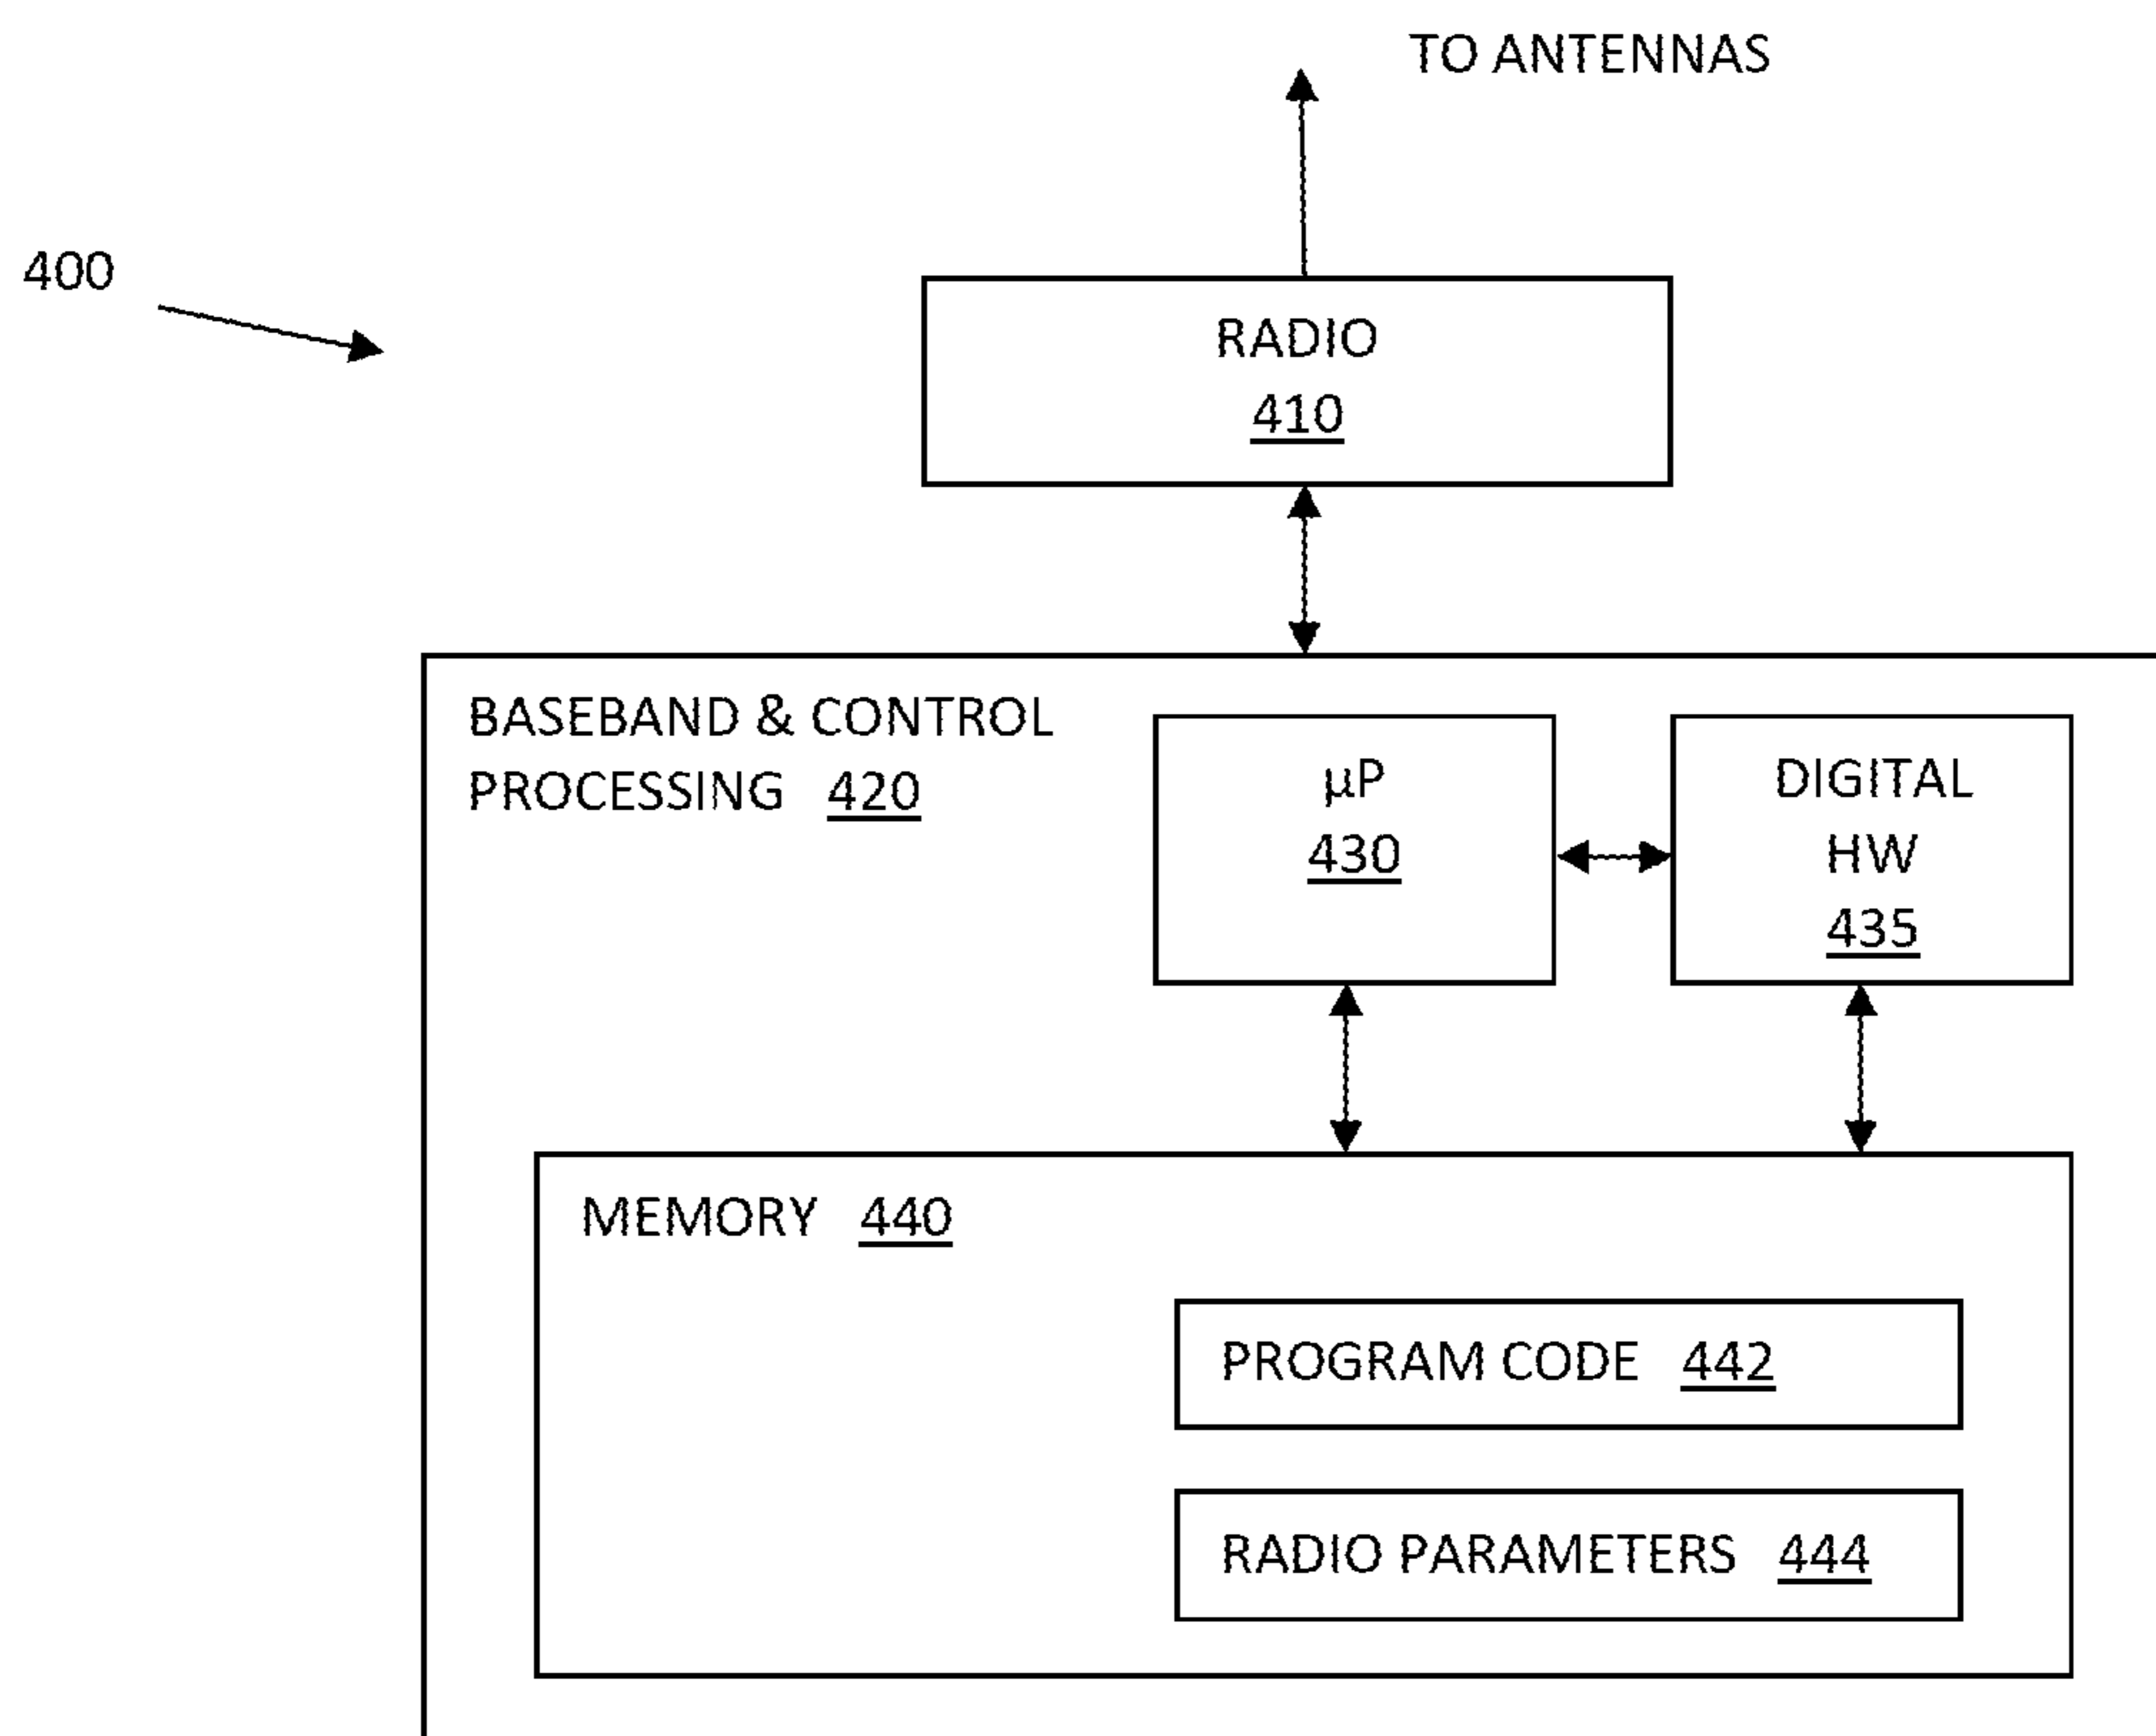 TO ANTENNAS
400
RADIO
410
BASEBAND & CONTROL
PROCESSING 420
µP
430
DIGITAL
HW
435
MEMORY 440
PROGRAM CODE 442
RADIO PARAMETERS 444